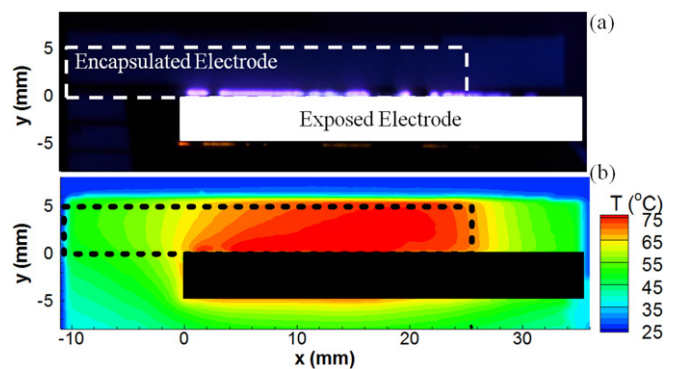 (a)
5
Encapsulated Electrode
y (mm)
0
Exposed Electrode
-5
(b)
T (°C)
5
75
65
y (mm)
0
55
45
-5
35
25
-10 0 10 20 30
x (mm)